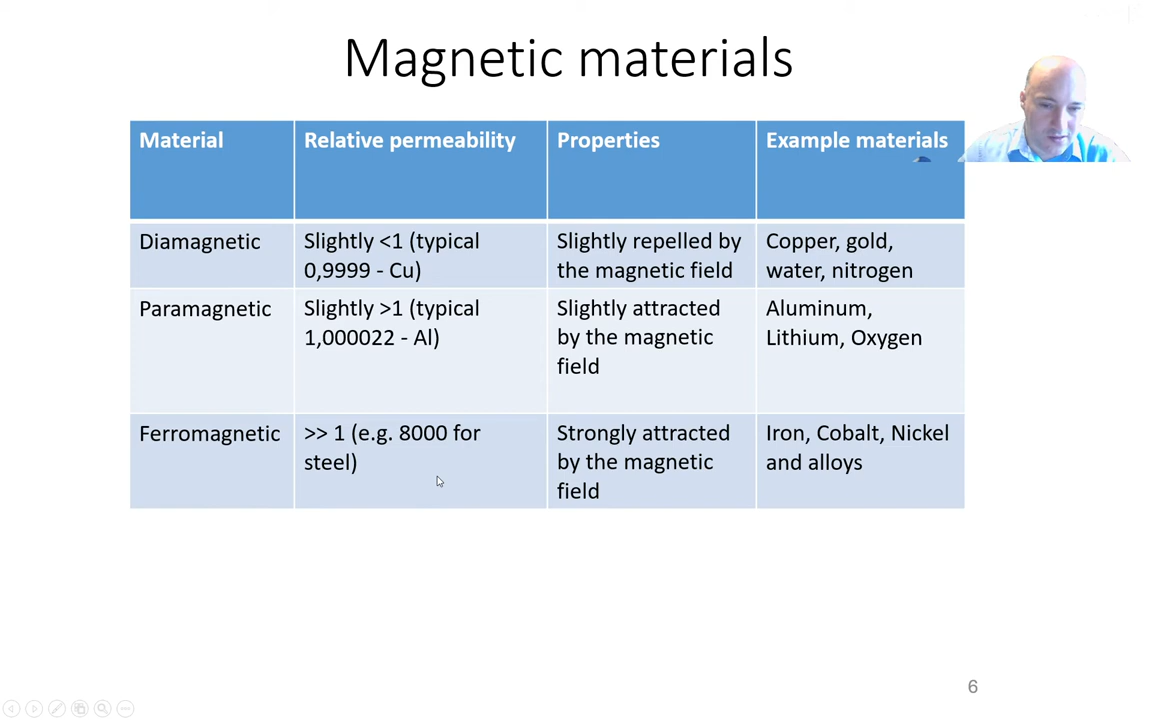 Magnetic materials
Material
Relative permeability
Properties
Example materials
Diamagnetic
Slightly <1 (typical
0,9999 - Cu)
Slightly repelled by
the magnetic field
Copper, gold,
water, nitrogen
Paramagnetic
Slightly >1 (typical
1,000022 - Al)
Slightly attracted
by the magnetic
field
Aluminum,
Lithium, Oxygen
Ferromagnetic
>> 1 (e.g. 8000 for
steel)
Strongly attracted
by the magnetic
field
Iron, Cobalt, Nickel
and alloys
6